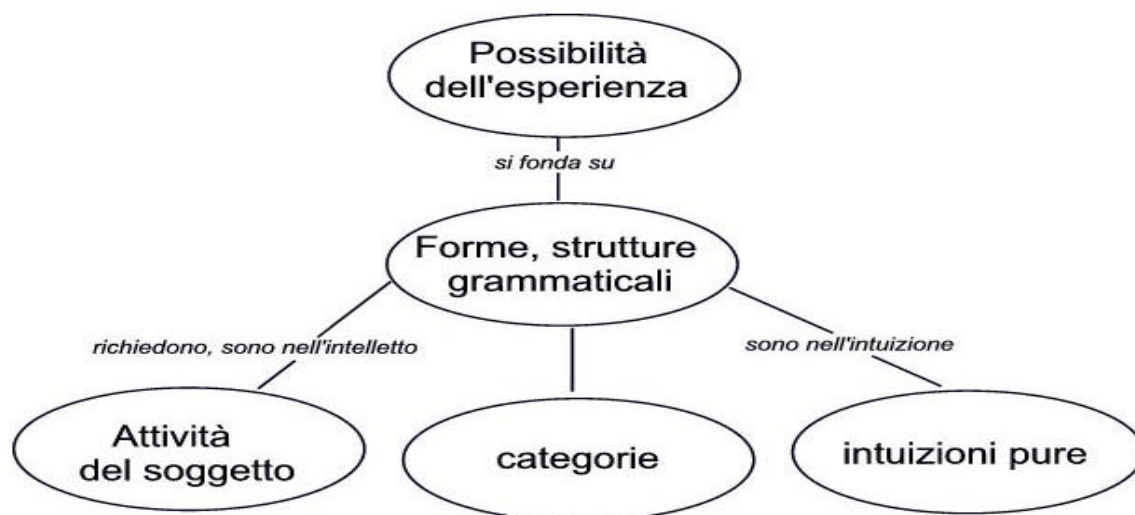 Possibilità
dell'esperienza
si fonda su
Forme, strutture
grammaticali
richiedono, sono nell'intelletto
sono nell'intuizione
Attività
del soggetto
categorie
intuizioni pure